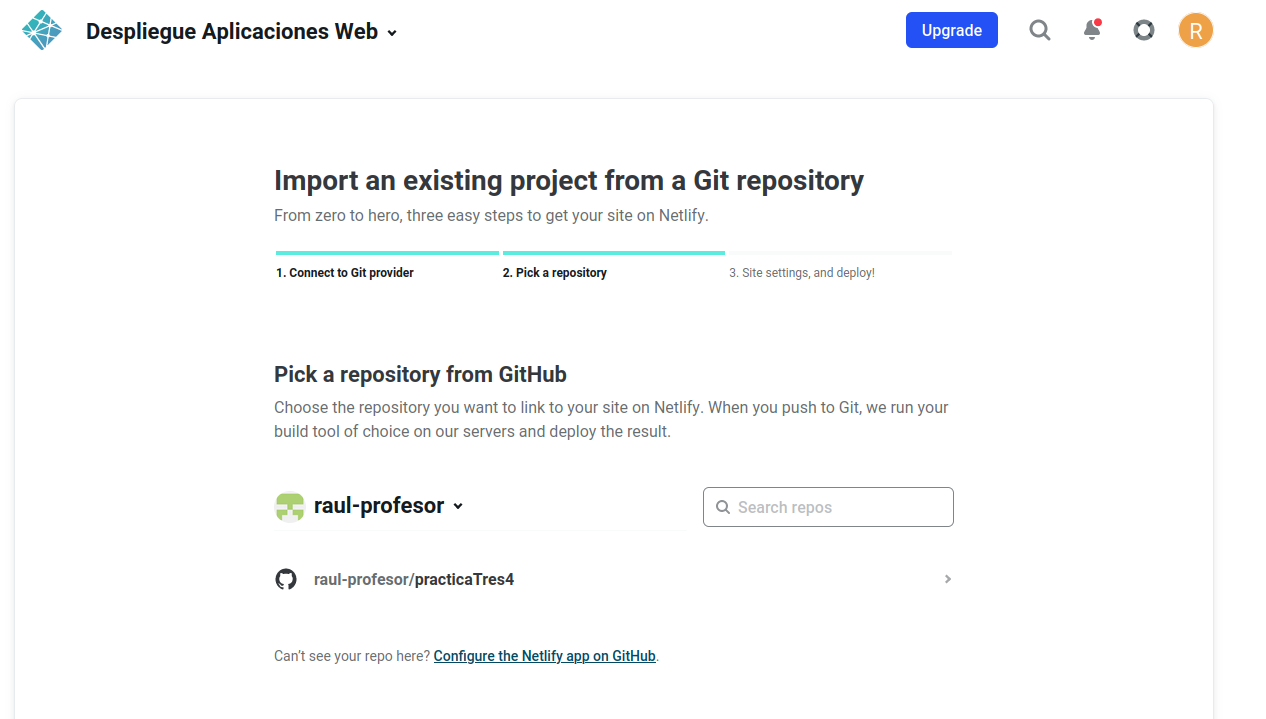 Despliegue Aplicaciones Web
Upgrade
R
Import an existing project from a Git repository
From zero to hero, three easy steps to get your site on Netlify.
1. Connect to Git provider
2. Pick a repository
3. Site settings, and deploy!
Pick a repository from GitHub
Choose the repository you want to link to your site on Netlify. When you push to Git, we run your
build tool of choice on our servers and deploy the result.
raul-profesor
Search repos
raul-profesor/practicaTres4
Can’t see your repo here? Configure the Netlify app on GitHub.